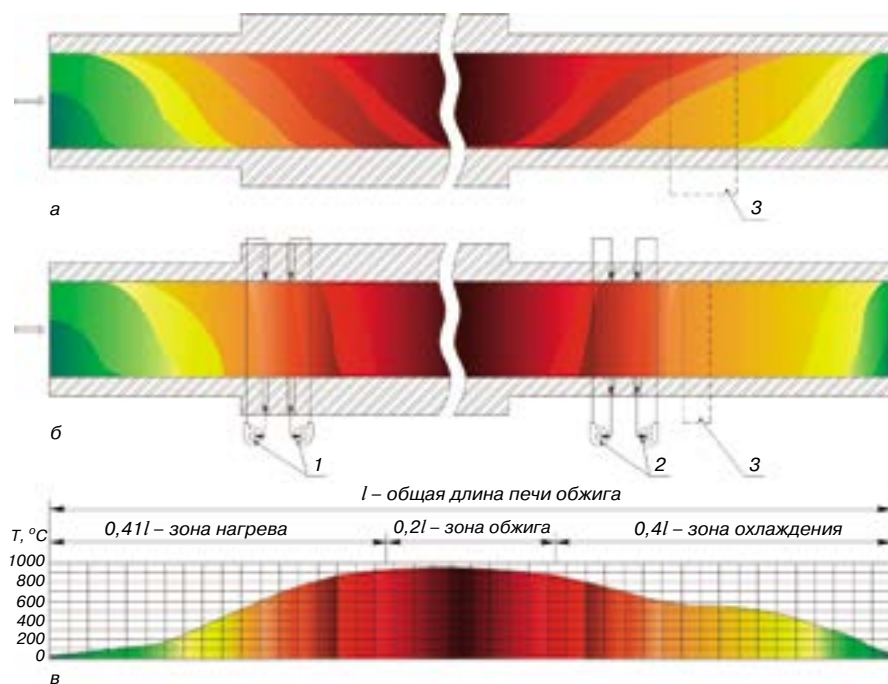 а
3
б
1
2
3
l – общая длина печи обжига
T, °C
0,41l – зона нагрева
0,2l – зона обжига
0,4l – зона охлаждения
1000
800
600
400
200
0
в